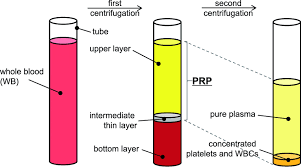 first
centrifugation
second
centrifugation
tube
upper layer
whole blood
(WB)
PRP
intermediate
thin layer
pure plasma
bottom layer
concentrated
platelets and WBCs